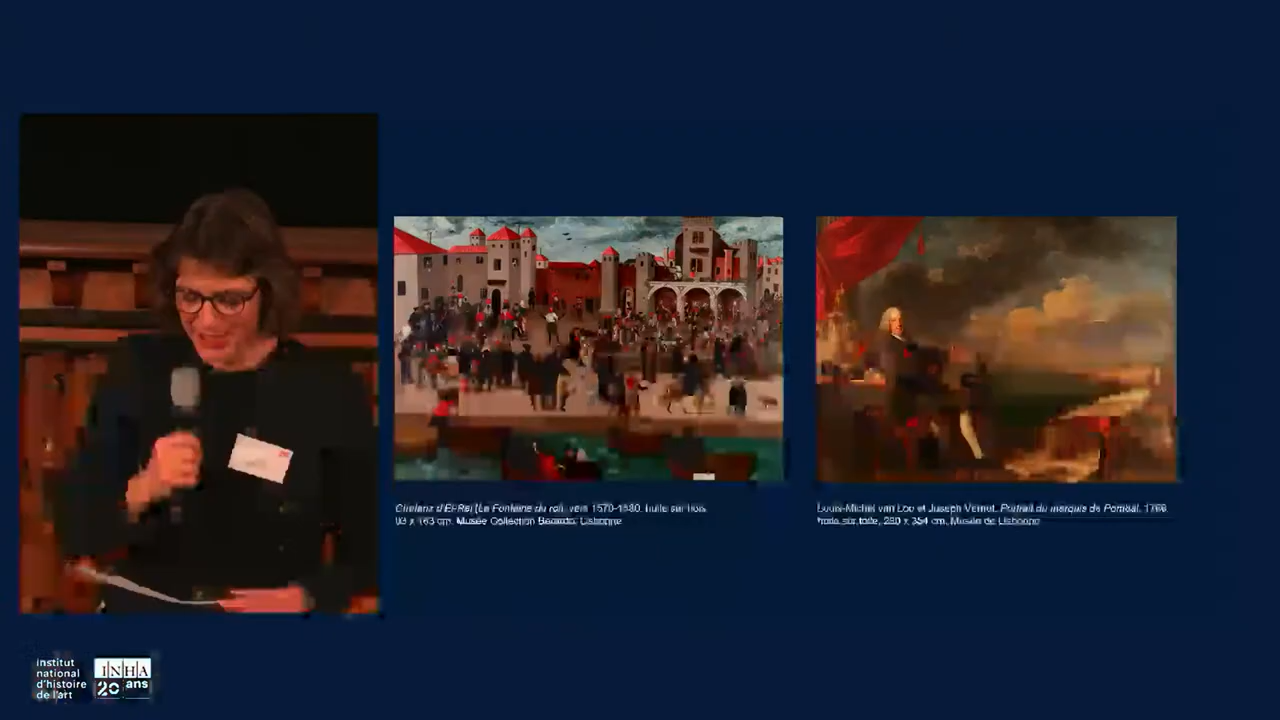 Chafariz d'El-Rei [La Fontaine du roi], vers 1570-1580, huile sur bois,
93 x 163 cm, Musée Collection Berardo, Lisbonne
Louis-Michel van Loo et Joseph Vernet, Portrait du marquis de Pombal, 1766
huile sur toile, 280 x 354 cm, Musée de Lisbonne
institut
national
d'histoire
de l'art
INHA
20 ans